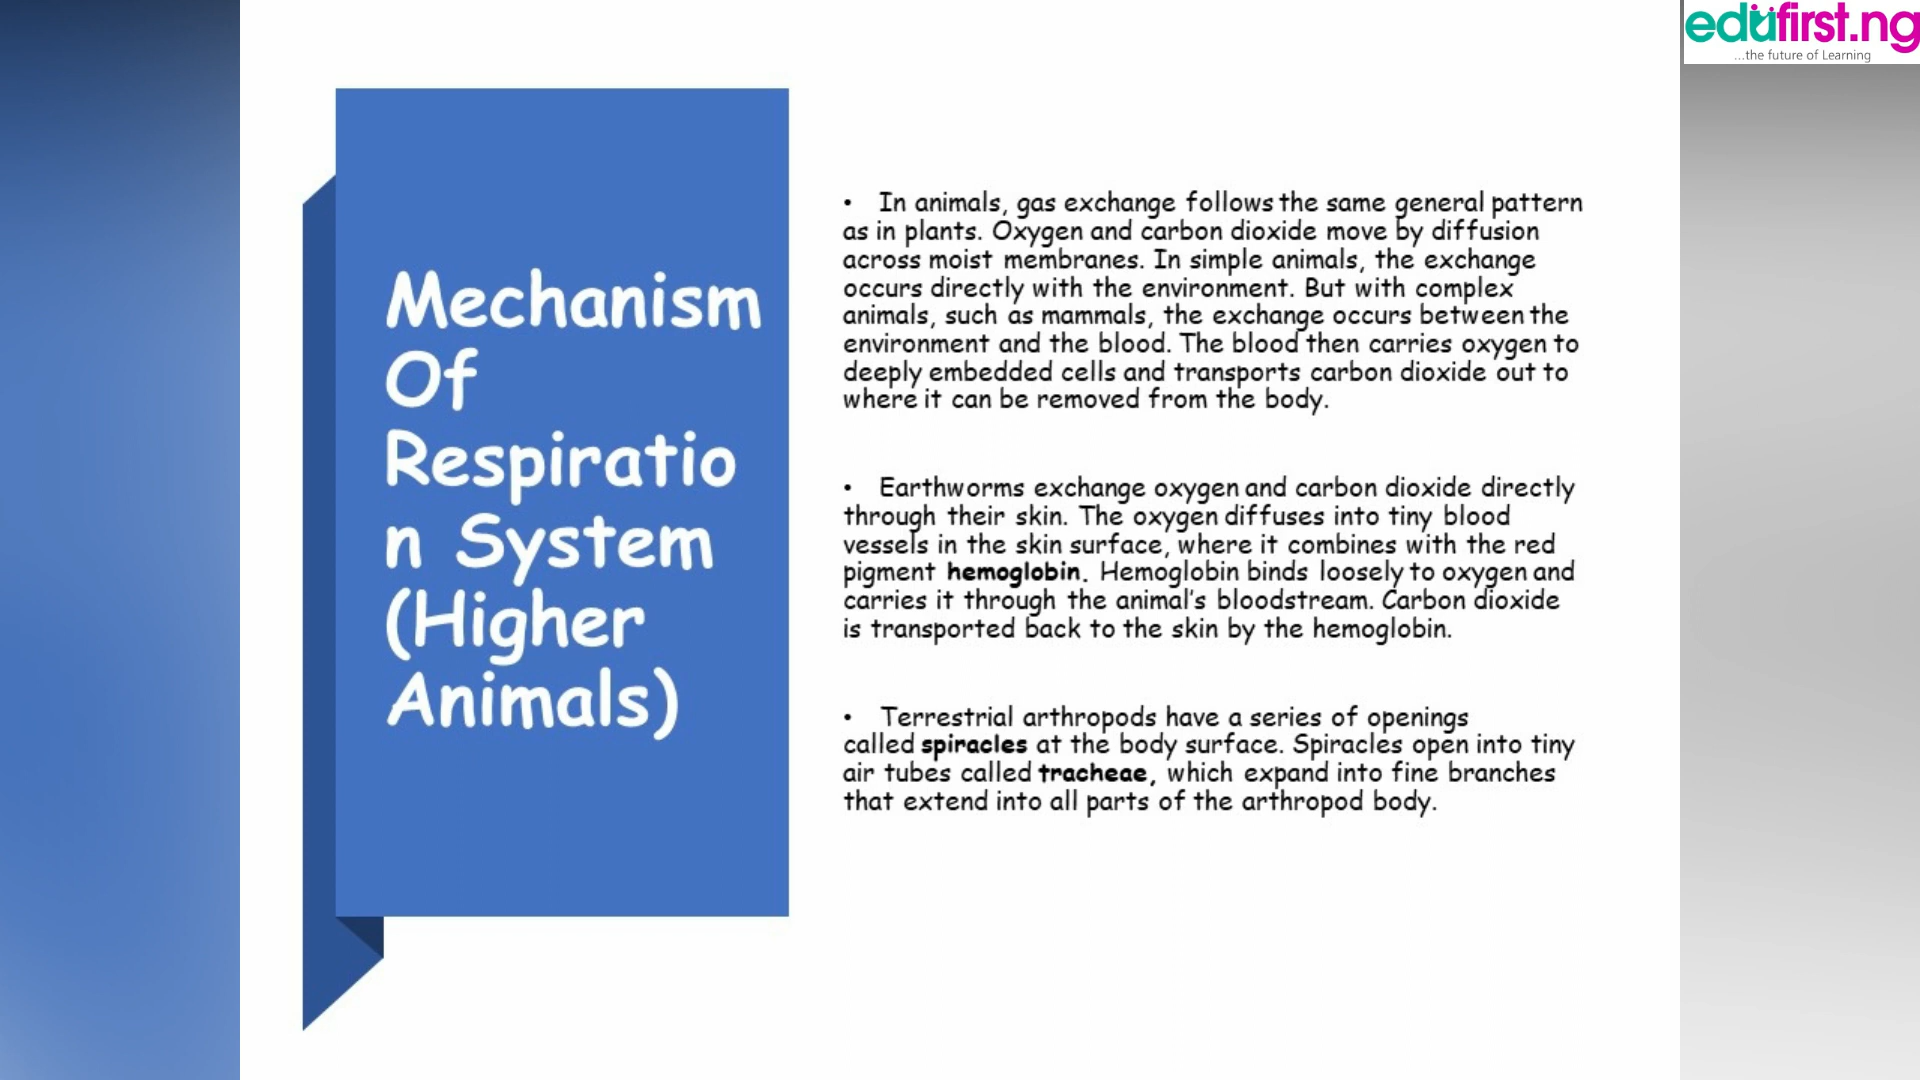 edufirst.ng
...the future of Learning
Mechanism
Of
Respiratio
n System
(Higher
Animals)
• In animals, gas exchange follows the same general pattern
as in plants. Oxygen and carbon dioxide move by diffusion
across moist membranes. In simple animals, the exchange
occurs directly with the environment. But with complex
animals, such as mammals, the exchange occurs between the
environment and the blood. The blood then carries oxygen to
deeply embedded cells and transports carbon dioxide out to
where it can be removed from the body.
• Earthworms exchange oxygen and carbon dioxide directly
through their skin. The oxygen diffuses into tiny blood
vessels in the skin surface, where it combines with the red
pigment hemoglobin. Hemoglobin binds loosely to oxygen and
carries it through the animal's bloodstream. Carbon dioxide
is transported back to the skin by the hemoglobin.
• Terrestrial arthropods have a series of openings
called spiracles at the body surface. Spiracles open into tiny
air tubes called tracheae, which expand into fine branches
that extend into all parts of the arthropod body.